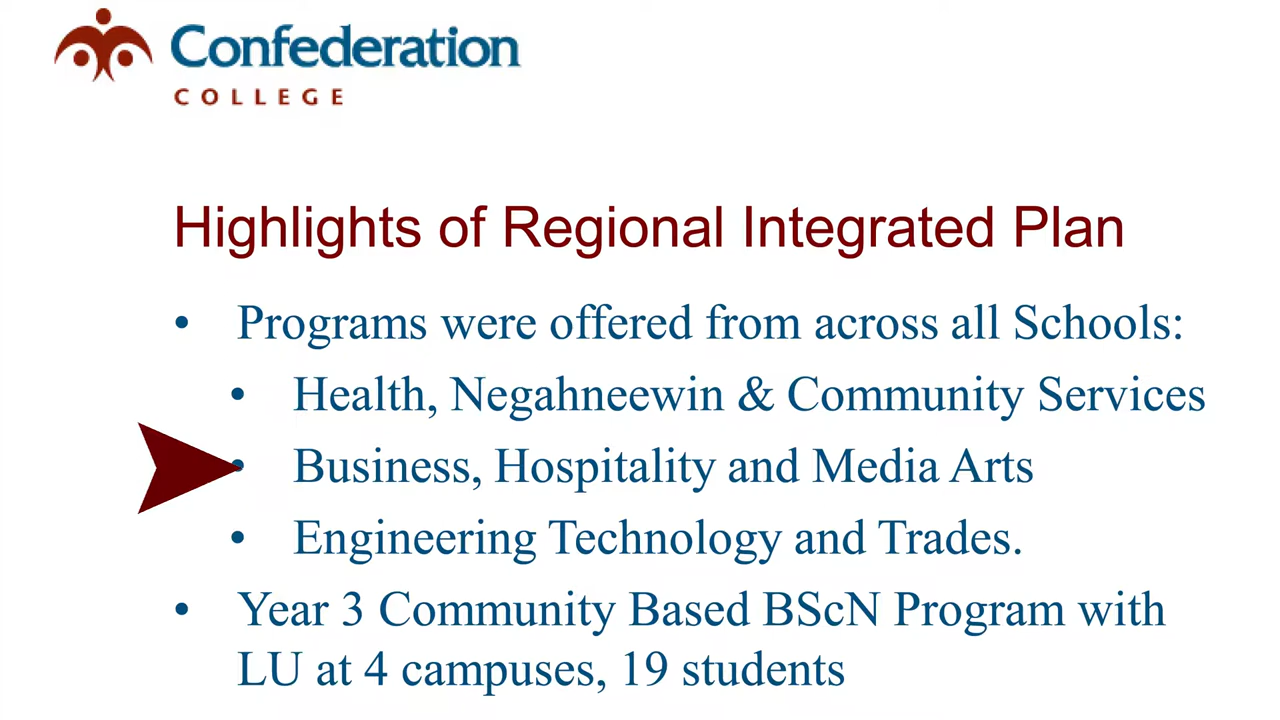 Confederation
COLLEGE
Highlights of Regional Integrated Plan
• Programs were offered from across all Schools:
• Health, Negahneewin & Community Services
• Business, Hospitality and Media Arts
• Engineering Technology and Trades.
• Year 3 Community Based BScN Program with
LU at 4 campuses, 19 students